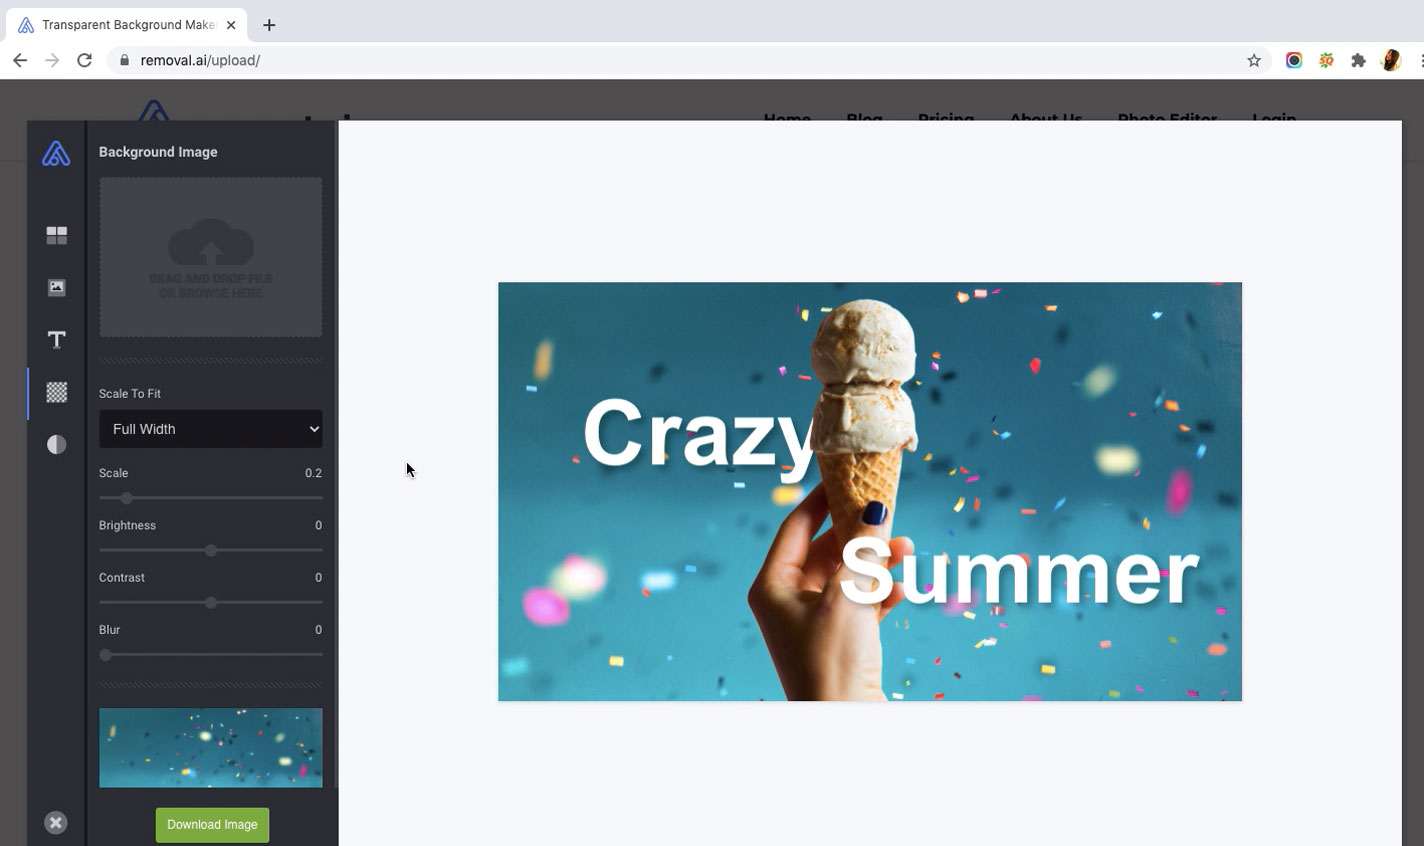 Transparent Background Make
removal.ai/upload/
Home Blog Pricing About Us Photo Editor Login
Background Image
DRAG AND DROP FILE
OR BROWSE HERE
Scale To Fit
Full Width
Scale 0.2
Brightness 0
Contrast 0
Blur 0
Download Image
Crazy
Summer